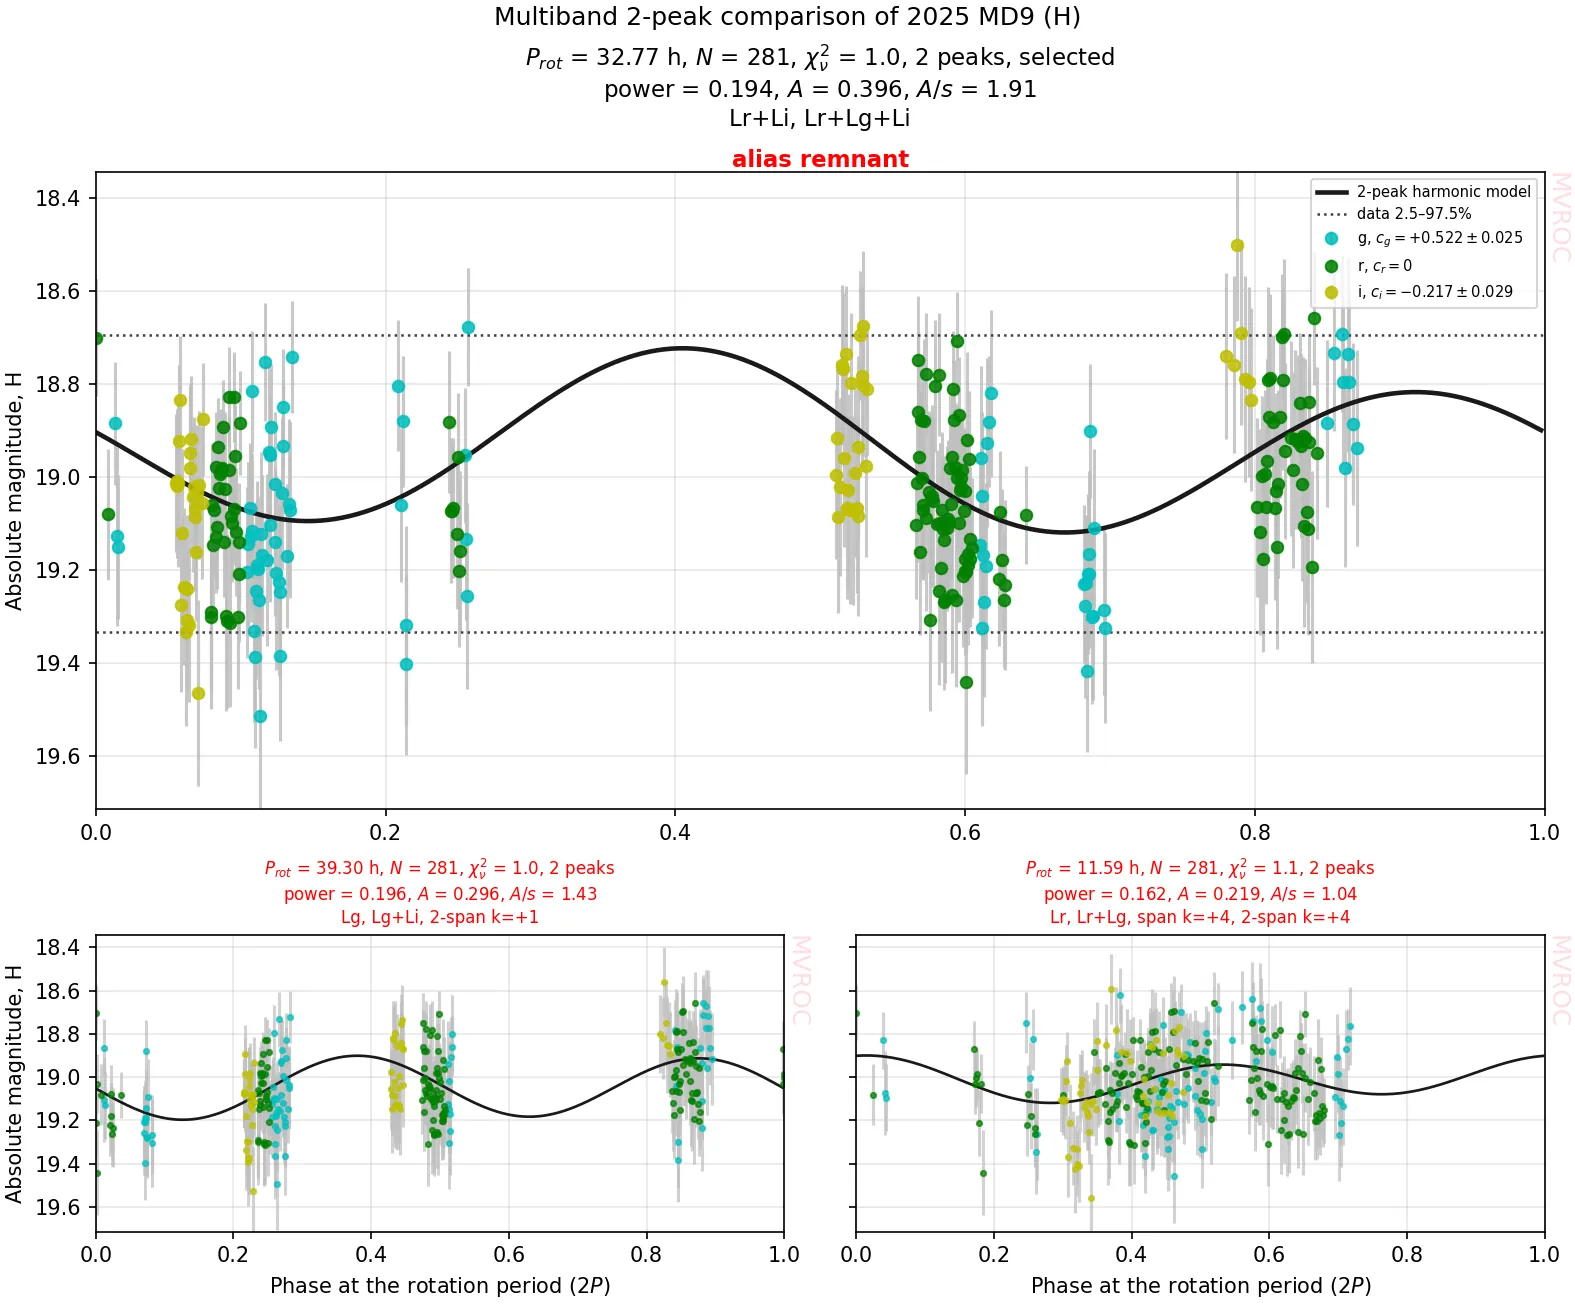 Multiband 2-peak comparison of 2025 MD9 (H)
P_rot = 32.77 h, N = 281, χ²_ν = 1.0, 2 peaks, selected
power = 0.194, A = 0.396, A/s = 1.91
Lr+Li, Lr+Lg+Li
alias remnant
2-peak harmonic model
data 2.5–97.5%
g, c_g = +0.522 ± 0.025
r, c_r = 0
i, c_i = −0.217 ± 0.029
MVROC
Absolute magnitude, H
18.4
18.6
18.8
19.0
19.2
19.4
19.6
0.0 0.2 0.4 0.6 0.8 1.0
P_rot = 39.30 h, N = 281, χ²_ν = 1.0, 2 peaks
power = 0.196, A = 0.296, A/s = 1.43
Lg, Lg+Li, 2-span k=+1
MVROC
Absolute magnitude, H
18.4
18.6
18.8
19.0
19.2
19.4
19.6
0.0 0.2 0.4 0.6 0.8 1.0
Phase at the rotation period (2P)
P_rot = 11.59 h, N = 281, χ²_ν = 1.1, 2 peaks
power = 0.162, A = 0.219, A/s = 1.04
Lr, Lr+Lg, span k=+4, 2-span k=+4
MVROC
0.0 0.2 0.4 0.6 0.8 1.0
Phase at the rotation period (2P)